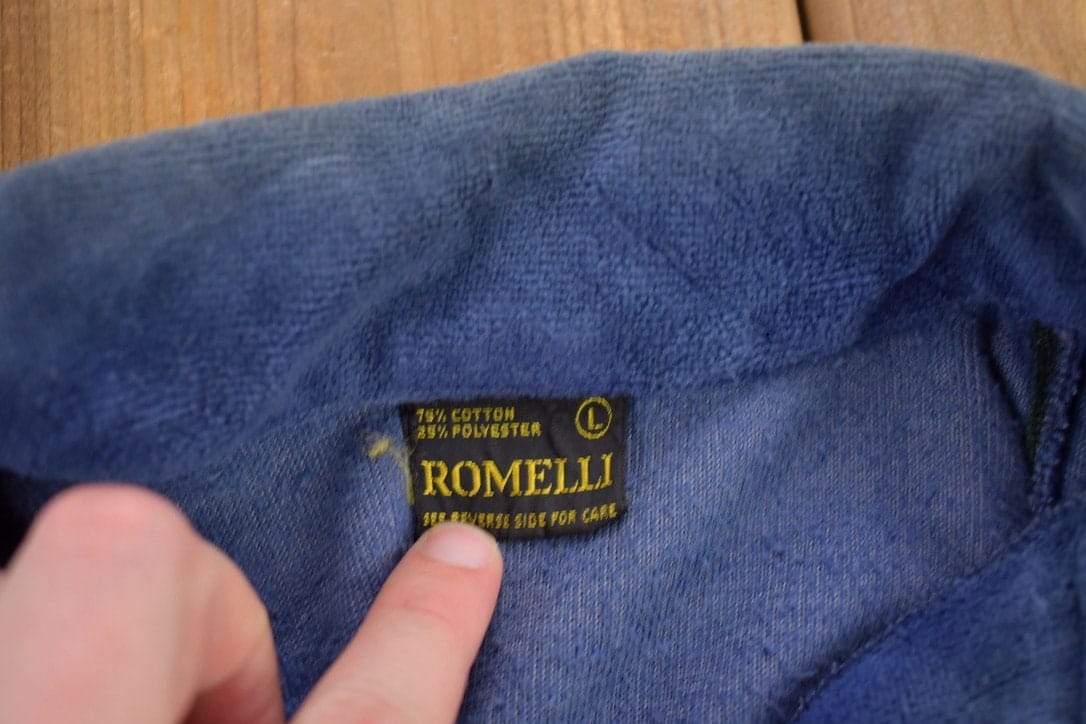 75% COTTON
25% POLYESTER
L
ROMELLI
SEE REVERSE SIDE FOR CARE